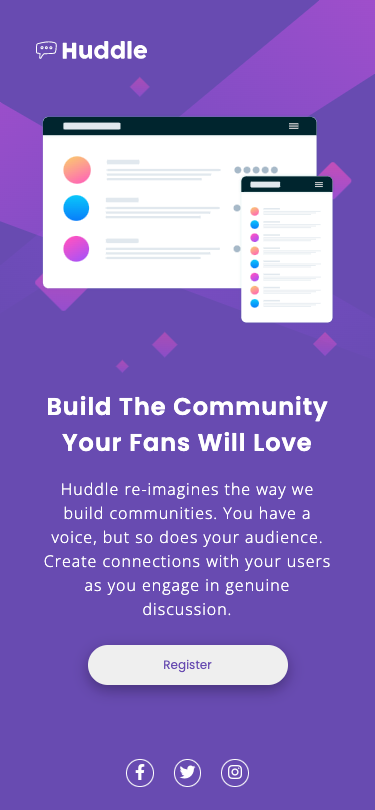 Huddle
Build The Community
Your Fans Will Love
Huddle re-imagines the way we
build communities. You have a
voice, but so does your audience.
Create connections with your users
as you engage in genuine
discussion.
Register